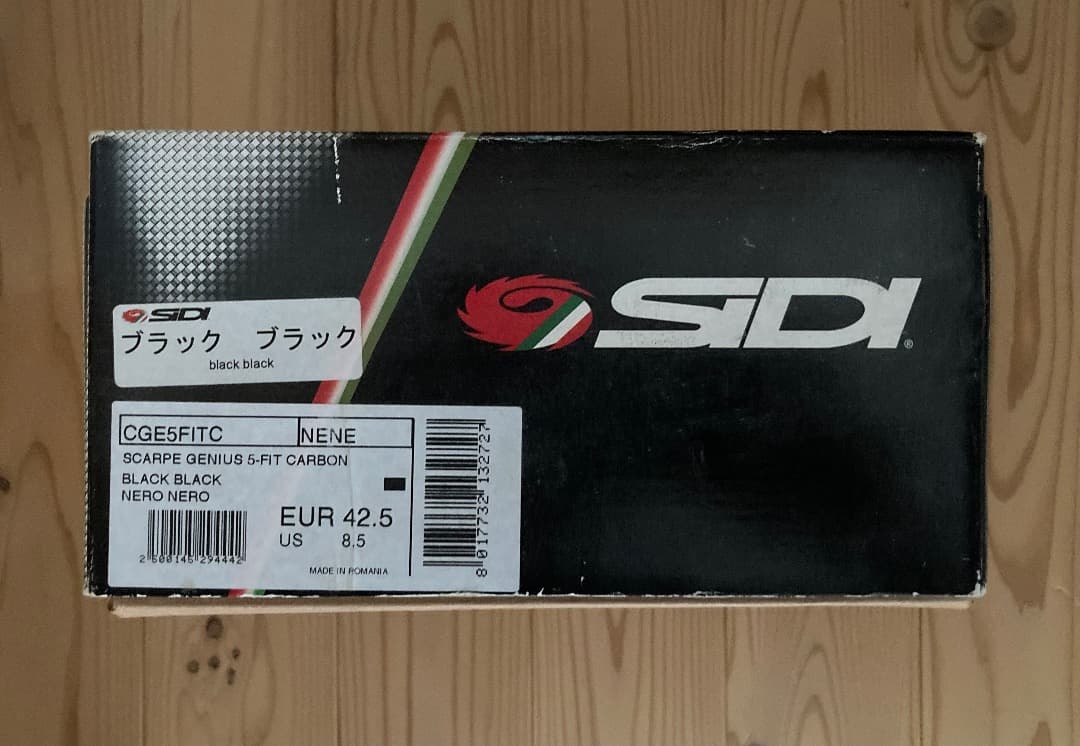 SIDI
SIDI
ブラック ブラック
black black
CGE5FITC NENE
SCARPE GENIUS 5-FIT CARBON
BLACK BLACK
NERO NERO
EUR 42.5
US 8.5
2 500145 294442
MADE IN ROMANIA
8 017732 132727